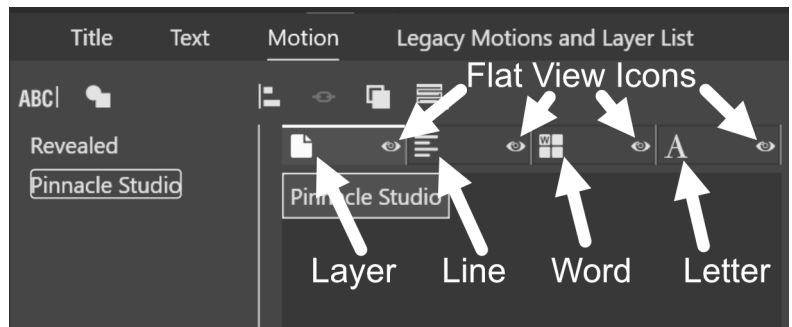 Title Text Motion Legacy Motions and Layer List
Flat View Icons
ABC
Revealed
W
A
Pinnacle Studio
Pinnacle Studio
Layer Line Word Letter